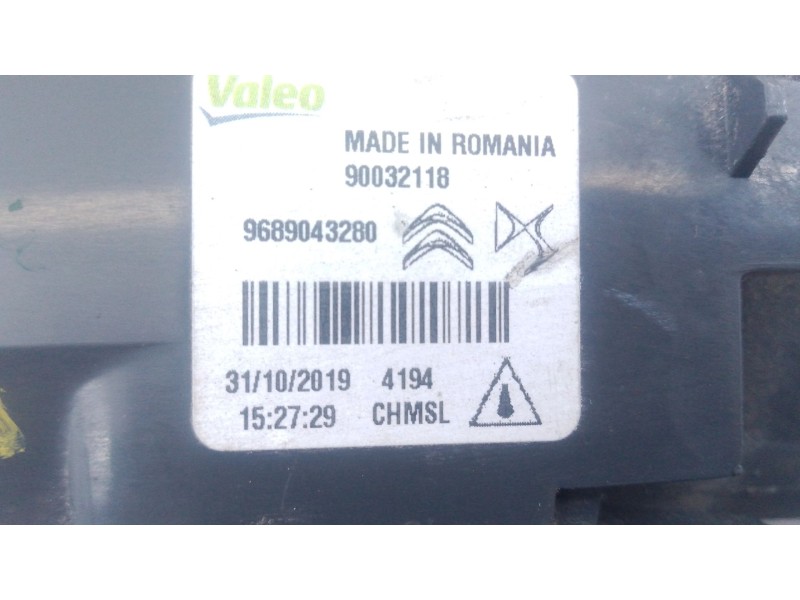 Valeo
MADE IN ROMANIA
90032118
9689043280
31/10/2019 4194
15:27:29 CHMSL